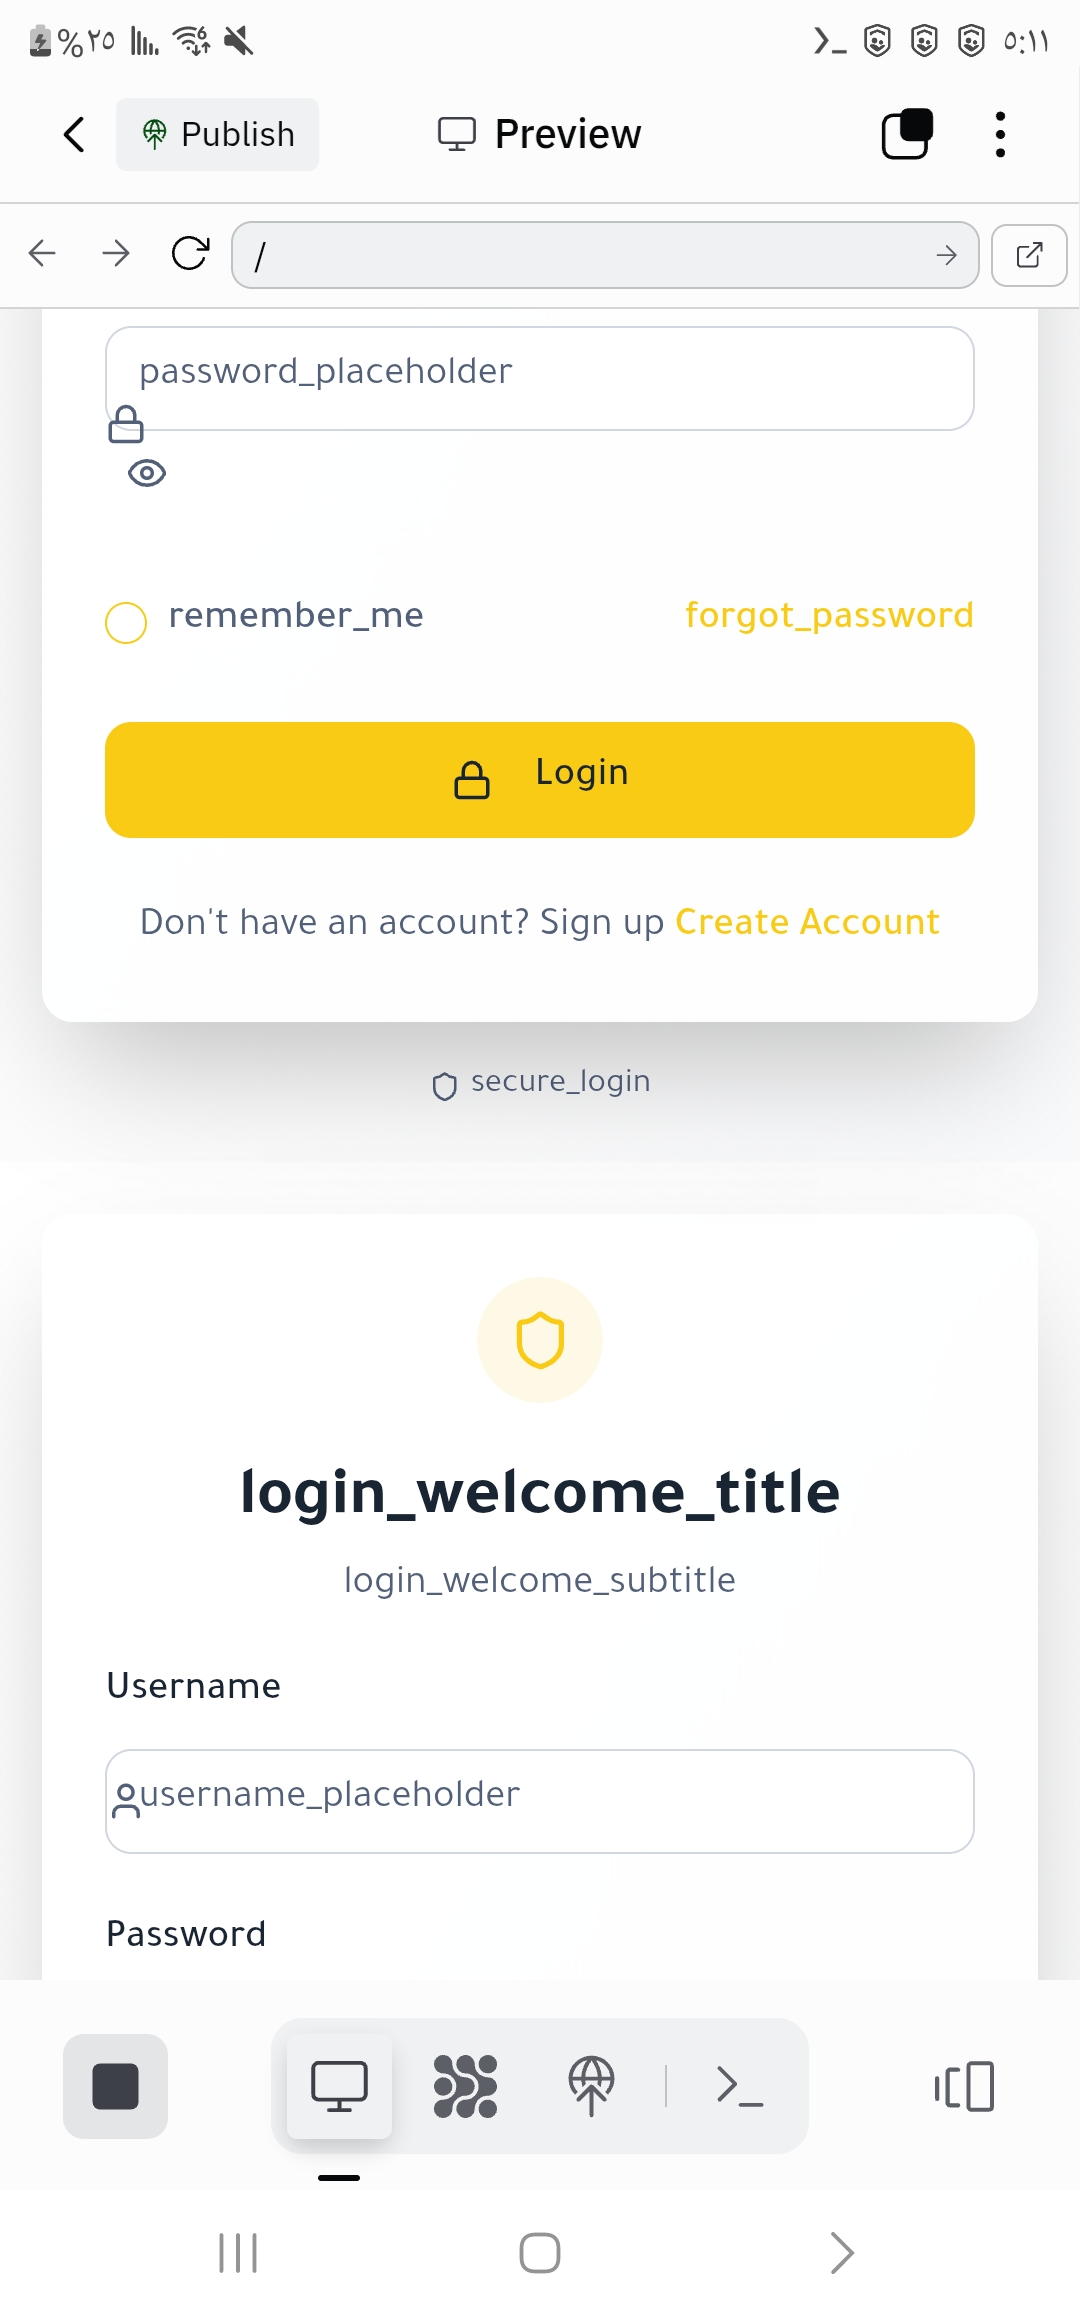 %٢٥ 6 ٥:١١
Publish Preview
/
password_placeholder
remember_me forgot_password
Login
Don't have an account? Sign up Create Account
secure_login
login_welcome_title
login_welcome_subtitle
Username
username_placeholder
Password